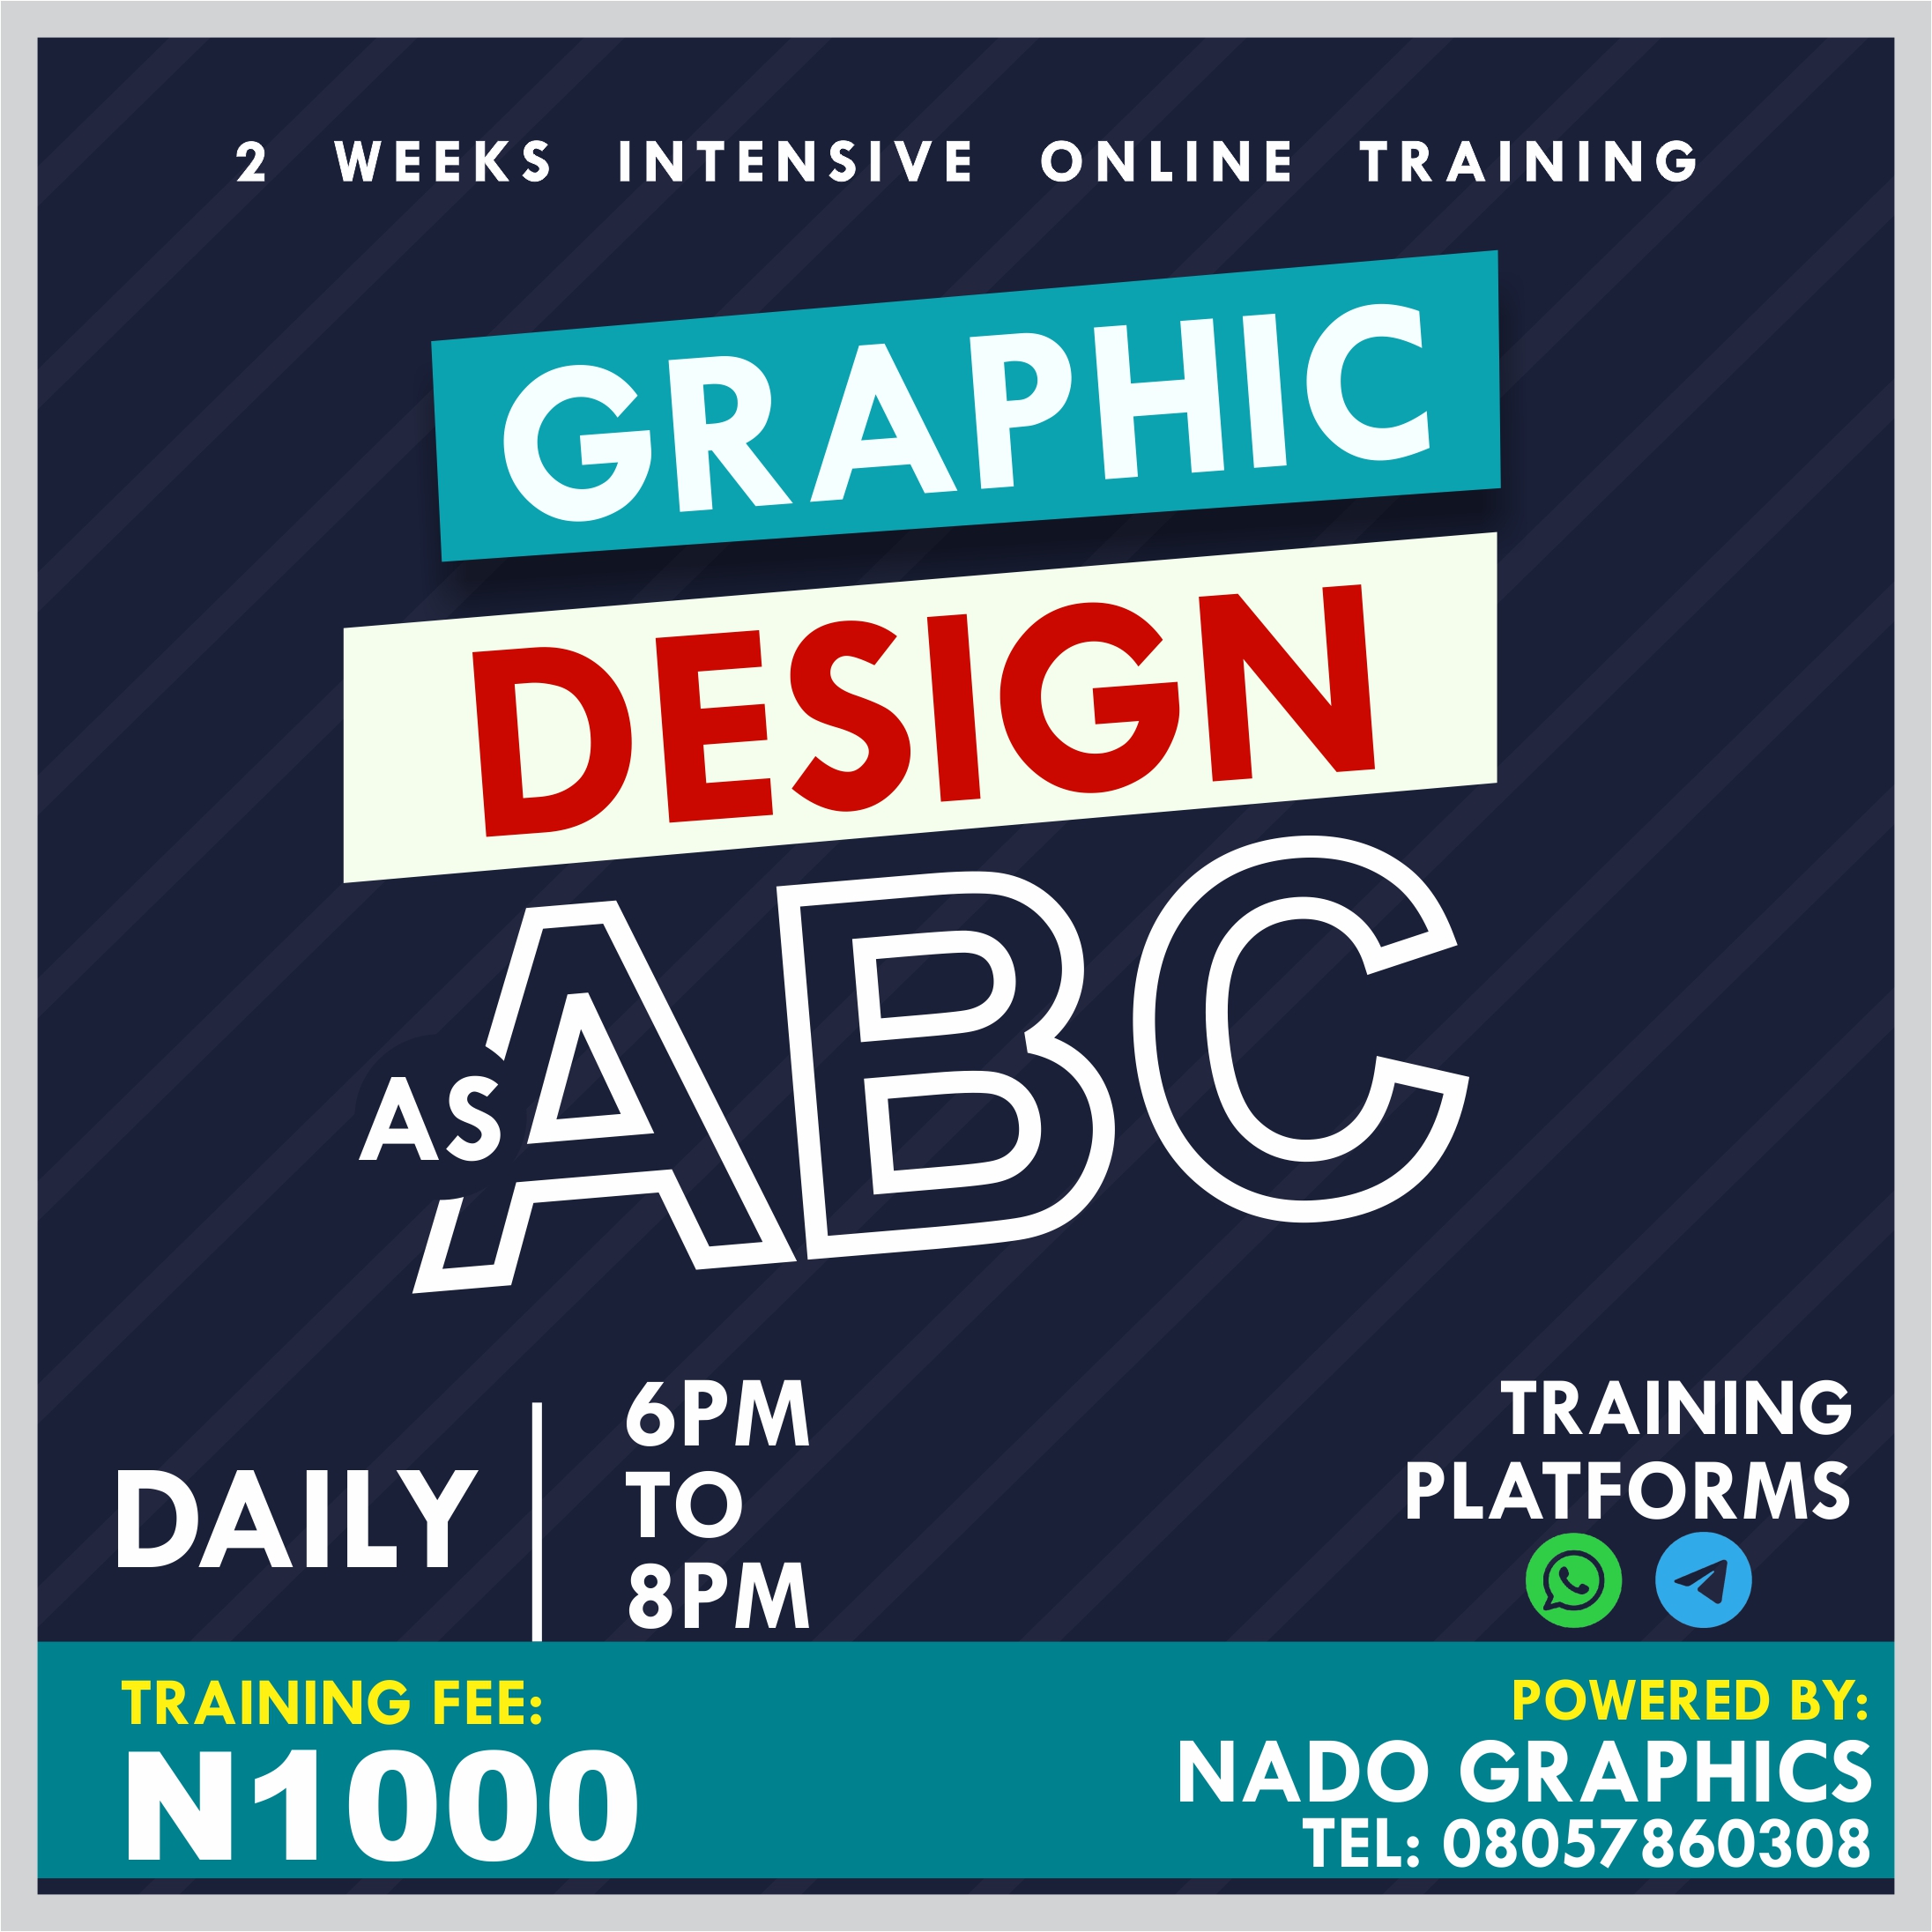 2 WEEKS INTENSIVE ONLINE TRAINING
GRAPHIC
DESIGN
AS ABC
DAILY
6PM
TO
8PM
TRAINING
PLATFORMS
TRAINING FEE:
N1000
POWERED BY:
NADO GRAPHICS
TEL: 08057860308